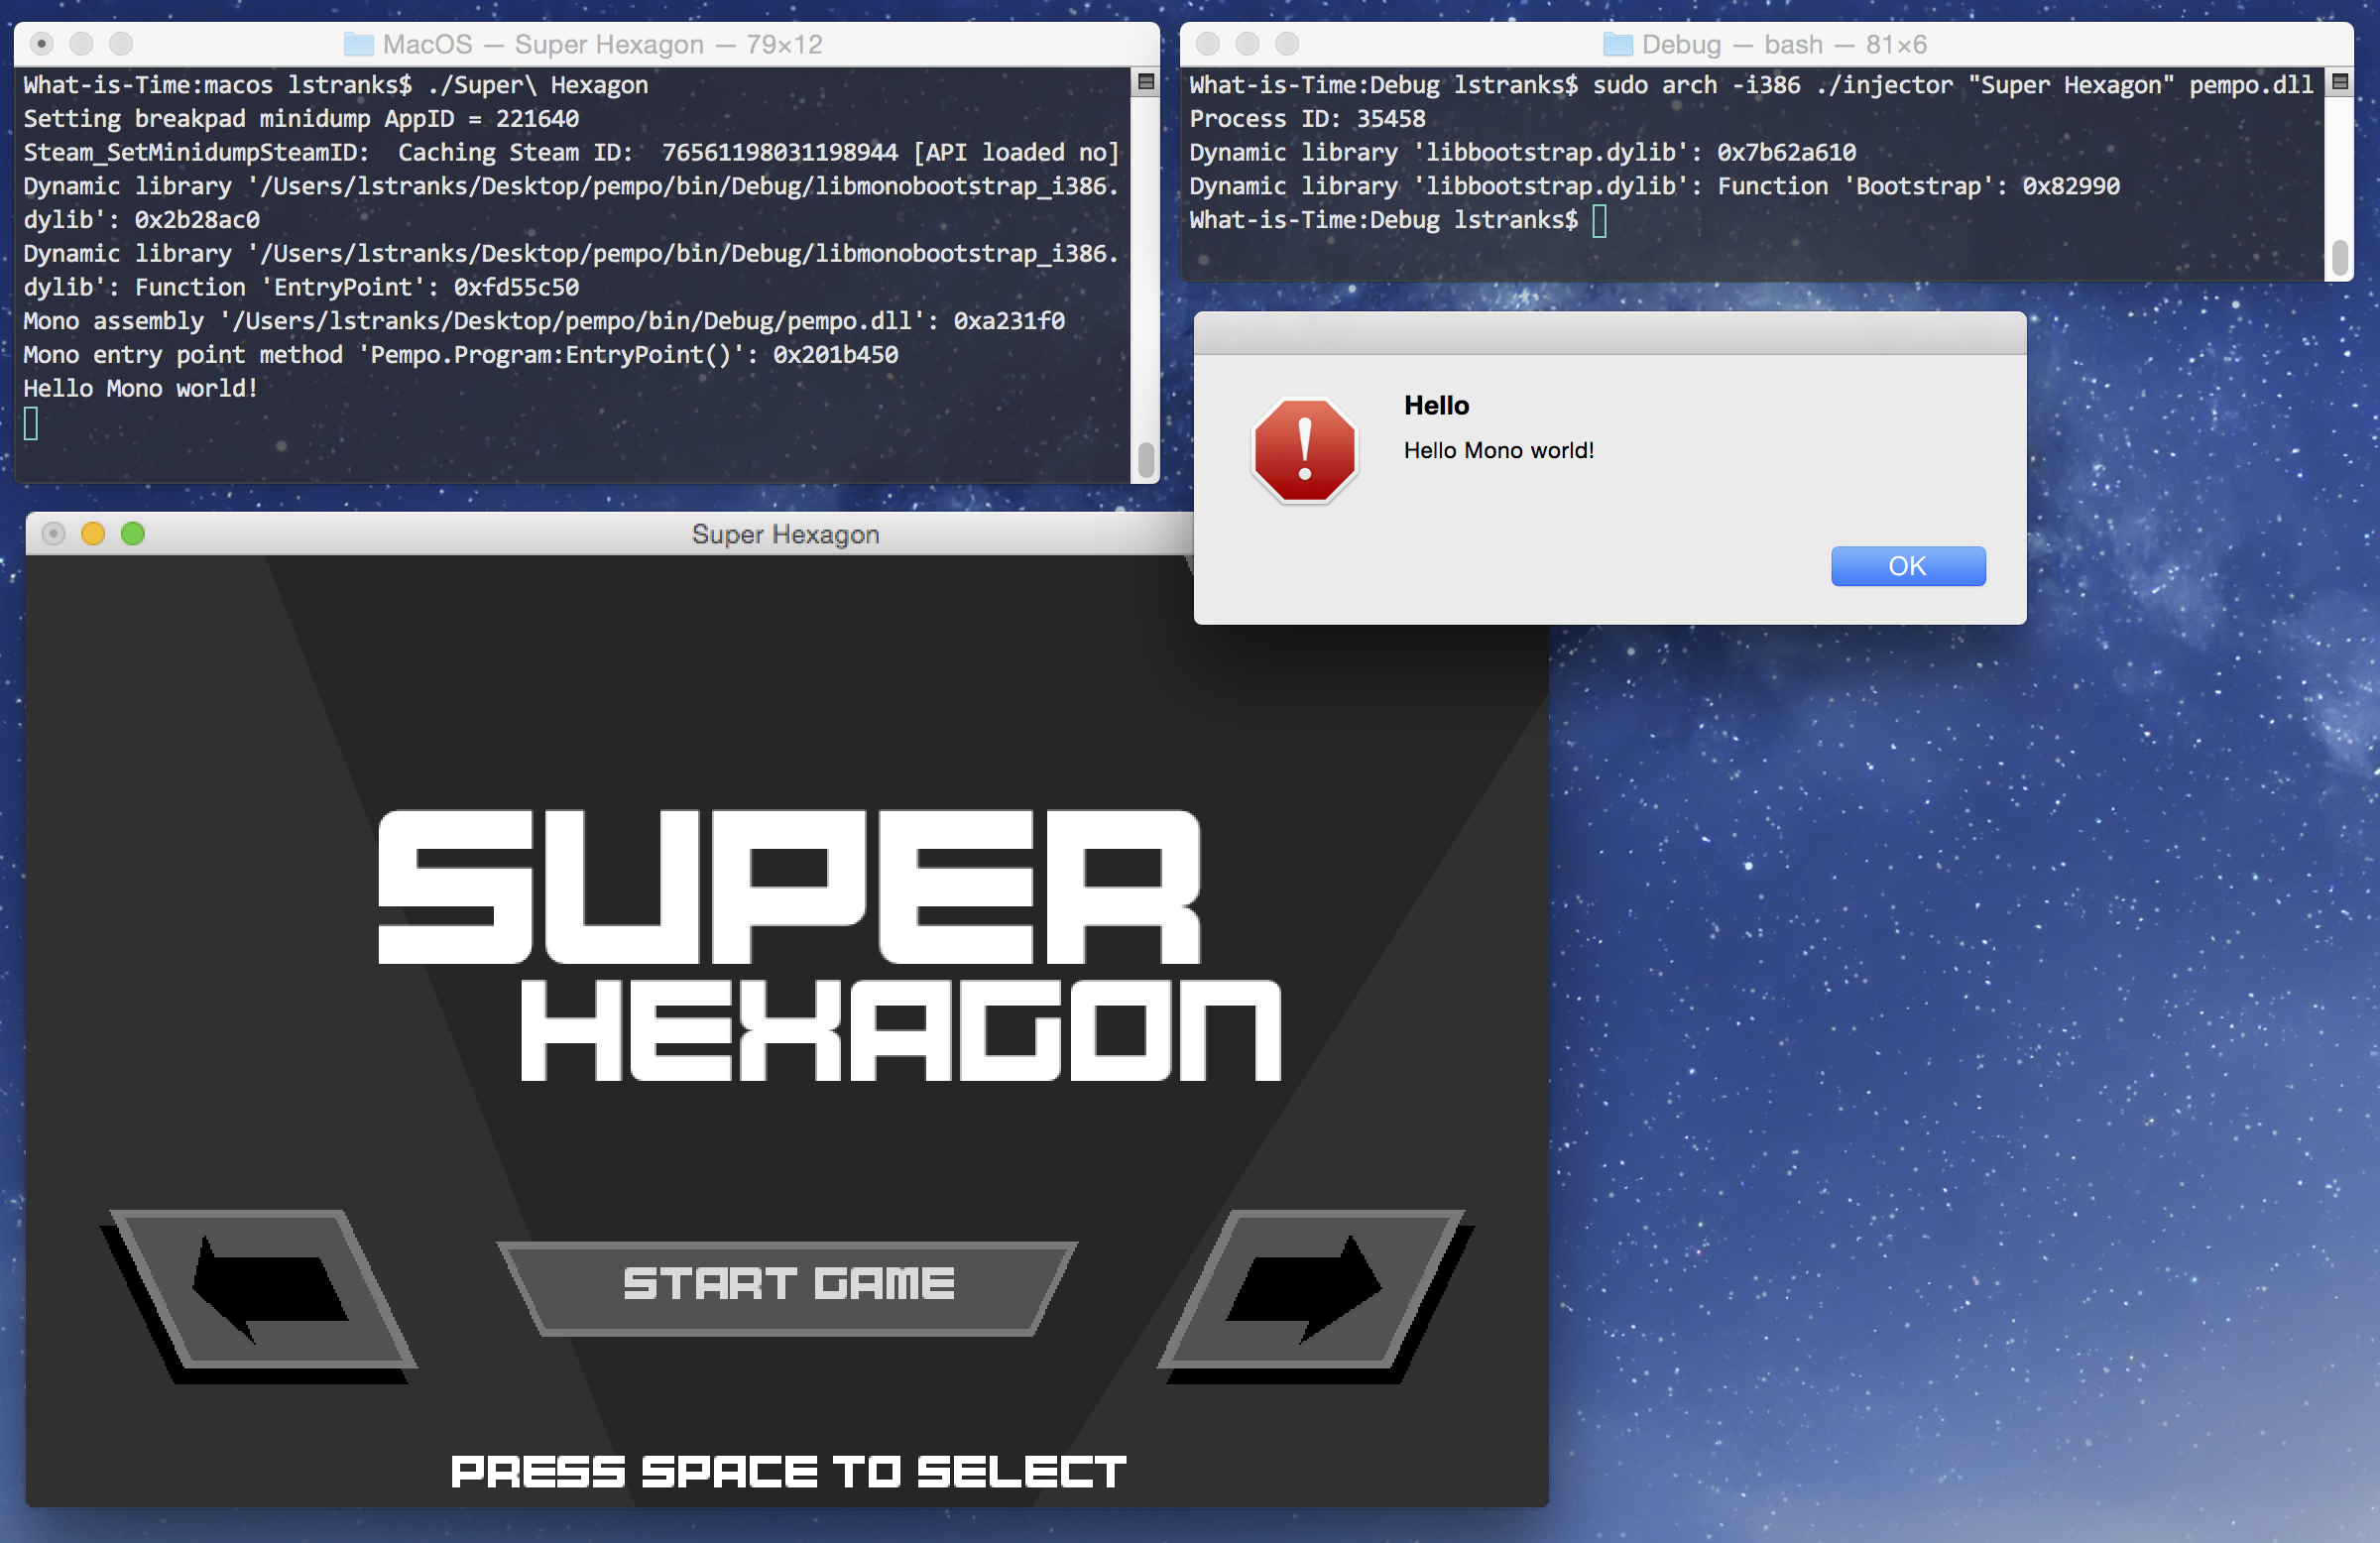 MacOS — Super Hexagon — 79×12
What-is-Time:macos lstranks$ ./Super\ Hexagon
Setting breakpad minidump AppID = 221640
Steam_SetMinidumpSteamID:  Caching Steam ID:  76561198031198944 [API loaded no]
Dynamic library '/Users/lstranks/Desktop/pempo/bin/Debug/libmonobootstrap_i386.
dylib': 0x2b28ac0
Dynamic library '/Users/lstranks/Desktop/pempo/bin/Debug/libmonobootstrap_i386.
dylib': Function 'EntryPoint': 0xfd55c50
Mono assembly '/Users/lstranks/Desktop/pempo/bin/Debug/pempo.dll': 0xa231f0
Mono entry point method 'Pempo.Program:EntryPoint()': 0x201b450
Hello Mono world!
Debug — bash — 81×6
What-is-Time:Debug lstranks$ sudo arch -i386 ./injector "Super Hexagon" pempo.dll
Process ID: 35458
Dynamic library 'libbootstrap.dylib': 0x7b62a610
Dynamic library 'libbootstrap.dylib': Function 'Bootstrap': 0x82990
What-is-Time:Debug lstranks$
Hello
Hello Mono world!
OK
Super Hexagon
SUPER
HEXAGON
START GAME
PRESS SPACE TO SELECT